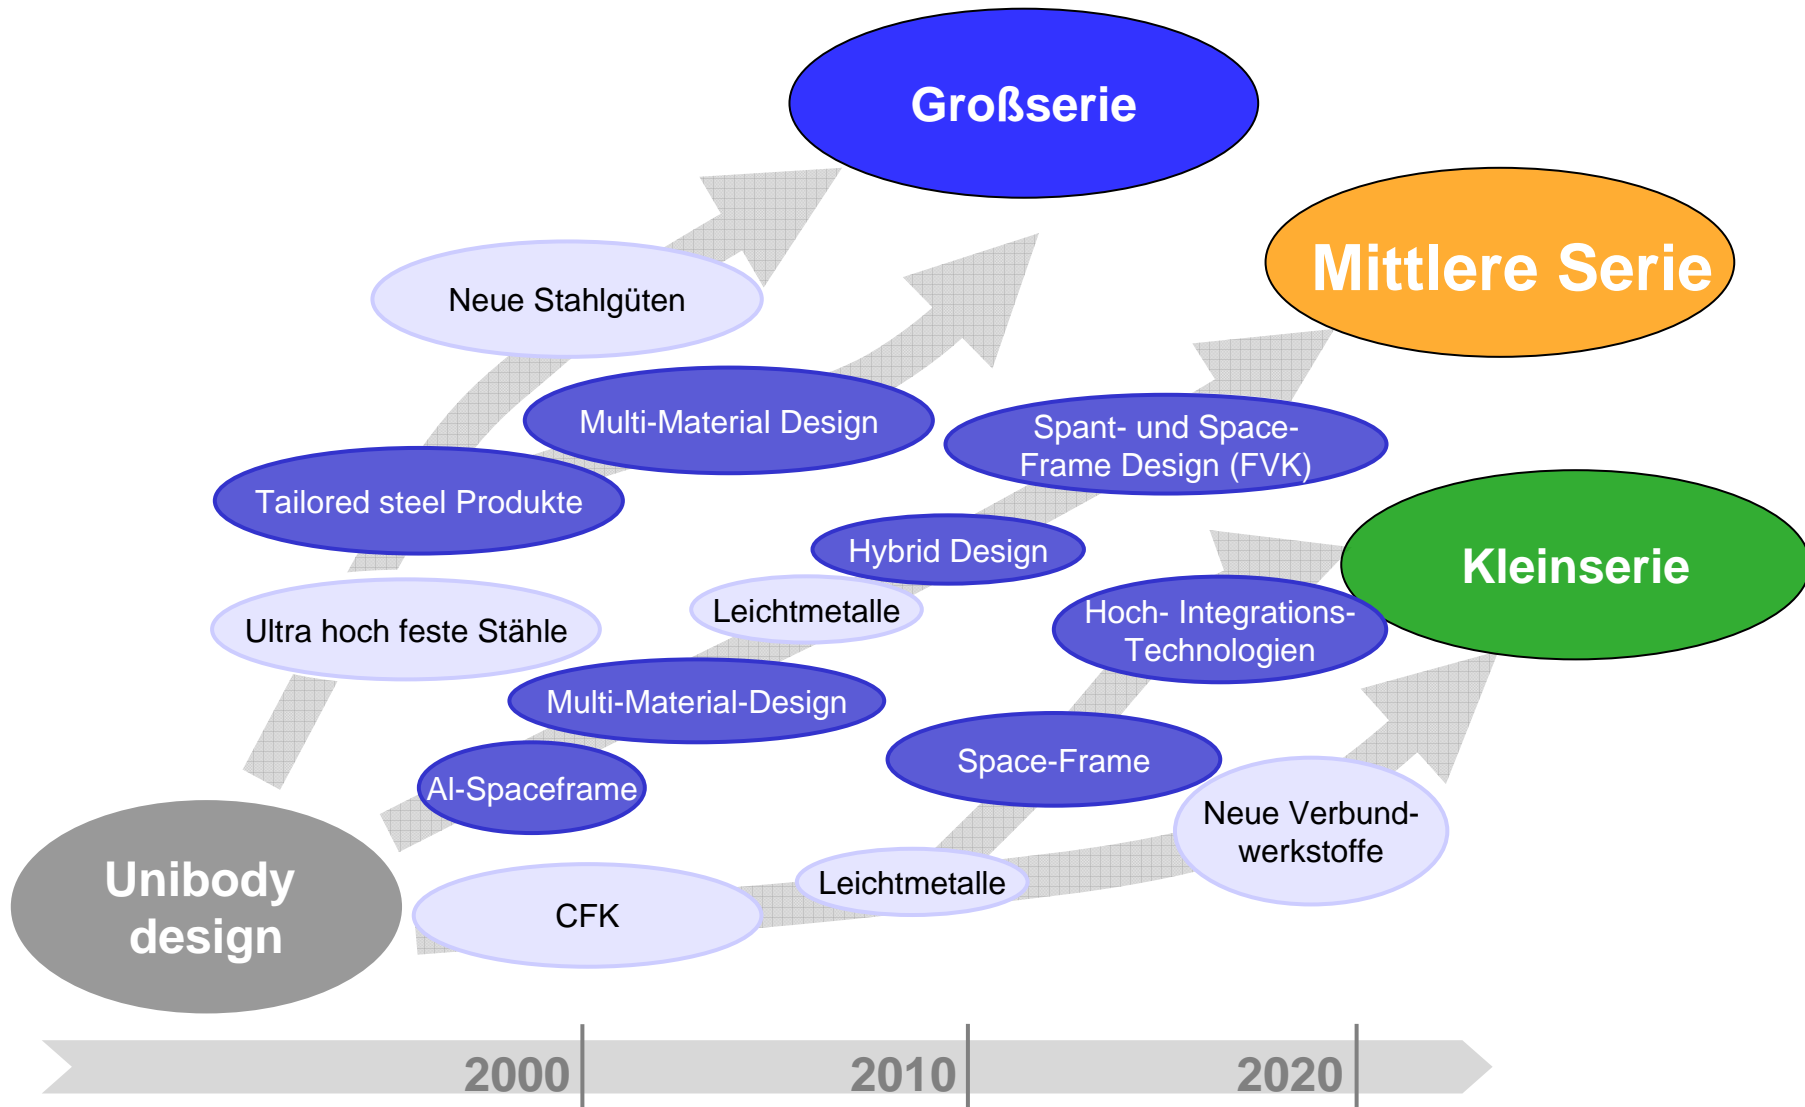 Großserie
Mittlere Serie
Neue Stahlgüten
Multi-Material Design
Spant- und Space-
Frame Design (FVK)
Tailored steel Produkte
Hybrid Design
Kleinserie
Leichtmetalle
Hoch- Integrations-
Technologien
Ultra hoch feste Stähle
Multi-Material-Design
Space-Frame
Al-Spaceframe
Neue Verbund-
werkstoffe
Unibody
design
Leichtmetalle
CFK
2000
2010
2020